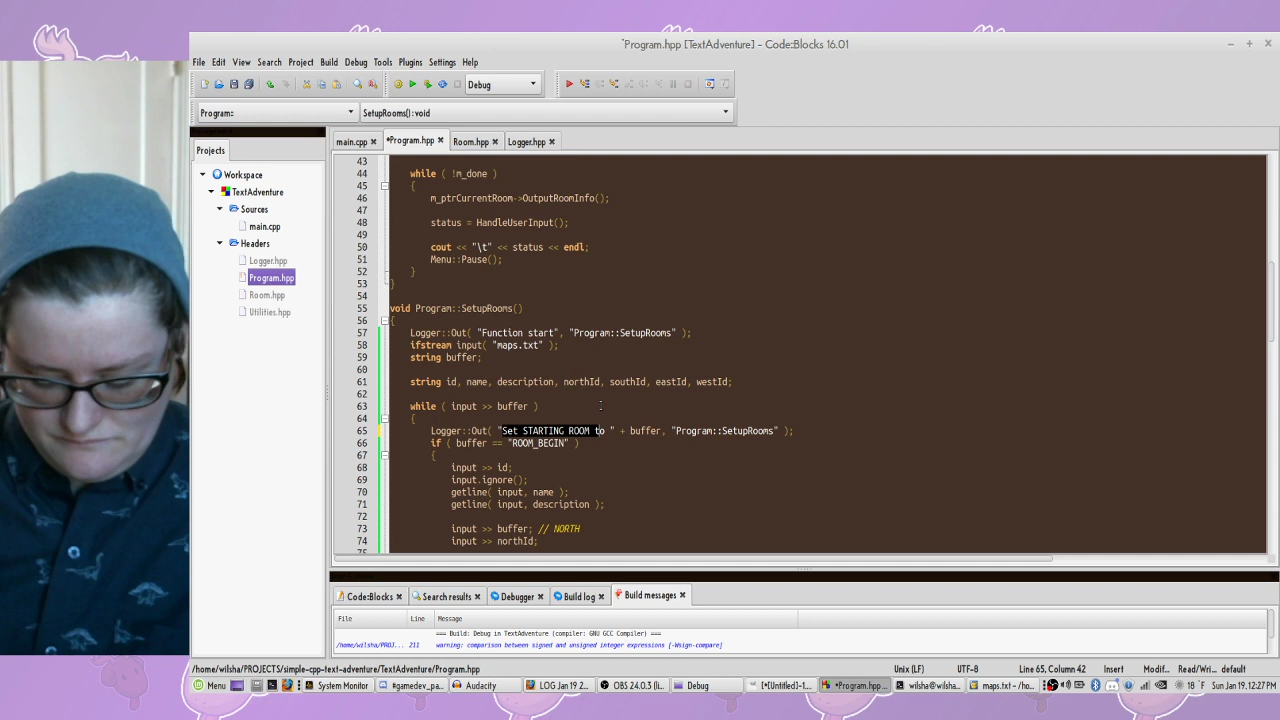 *Program.hpp [TextAdventure] - Code::Blocks 16.01
File Edit View Search Project Build Debug Tools Plugins Settings Help
Debug
Program:: SetupRooms() : void
main.cpp *Program.hpp Room.hpp Logger.hpp
Projects
Workspace
TextAdventure
Sources
main.cpp
Headers
Logger.hpp
Program.hpp
Room.hpp
Utilities.hpp
43
44 while ( !m_done )
45 {
46 m_ptrCurrentRoom->OutputRoomInfo();
47
48 status = HandleUserInput();
49
50 cout << "\t" << status << endl;
51 Menu::Pause();
52 }
53 }
54
55 void Program::SetupRooms()
56 {
57 Logger::Out( "Function start", "Program::SetupRooms" );
58 ifstream input( "maps.txt" );
59 string buffer;
60
61 string id, name, description, northId, southId, eastId, westId;
62
63 while ( input >> buffer )
64 {
65 Logger::Out( "Set STARTING ROOM to " + buffer, "Program::SetupRooms" );
66 if ( buffer == "ROOM_BEGIN" )
67 {
68 input >> id;
69 input.ignore();
70 getline( input, name );
71 getline( input, description );
72
73 input >> buffer; // NORTH
74 input >> northId;
Code::Blocks Search results Debugger Build log Build messages
File Line Message
=== Build: Debug in TextAdventure (compiler: GNU GCC Compiler) ===
/home/wilsha/PROJ... 211 warning: comparison between signed and unsigned integer expressions [-Wsign-compare]
/home/wilsha/PROJECTS/simple-cpp-text-adventure/TextAdventure/Program.hpp Unix (LF) UTF-8 Line 65, Column 42 Insert Modif... Read/Wri... default
Menu System Monitor #gamedev_pa... Audacity LOG Jan 19 2... OBS 24.0.3 (li... Debug [*(Untitled)-1... *Program.hpp... wilsha@wilsha... maps.txt - /ho... 18 °F Sun Jan 19, 12:27 PM